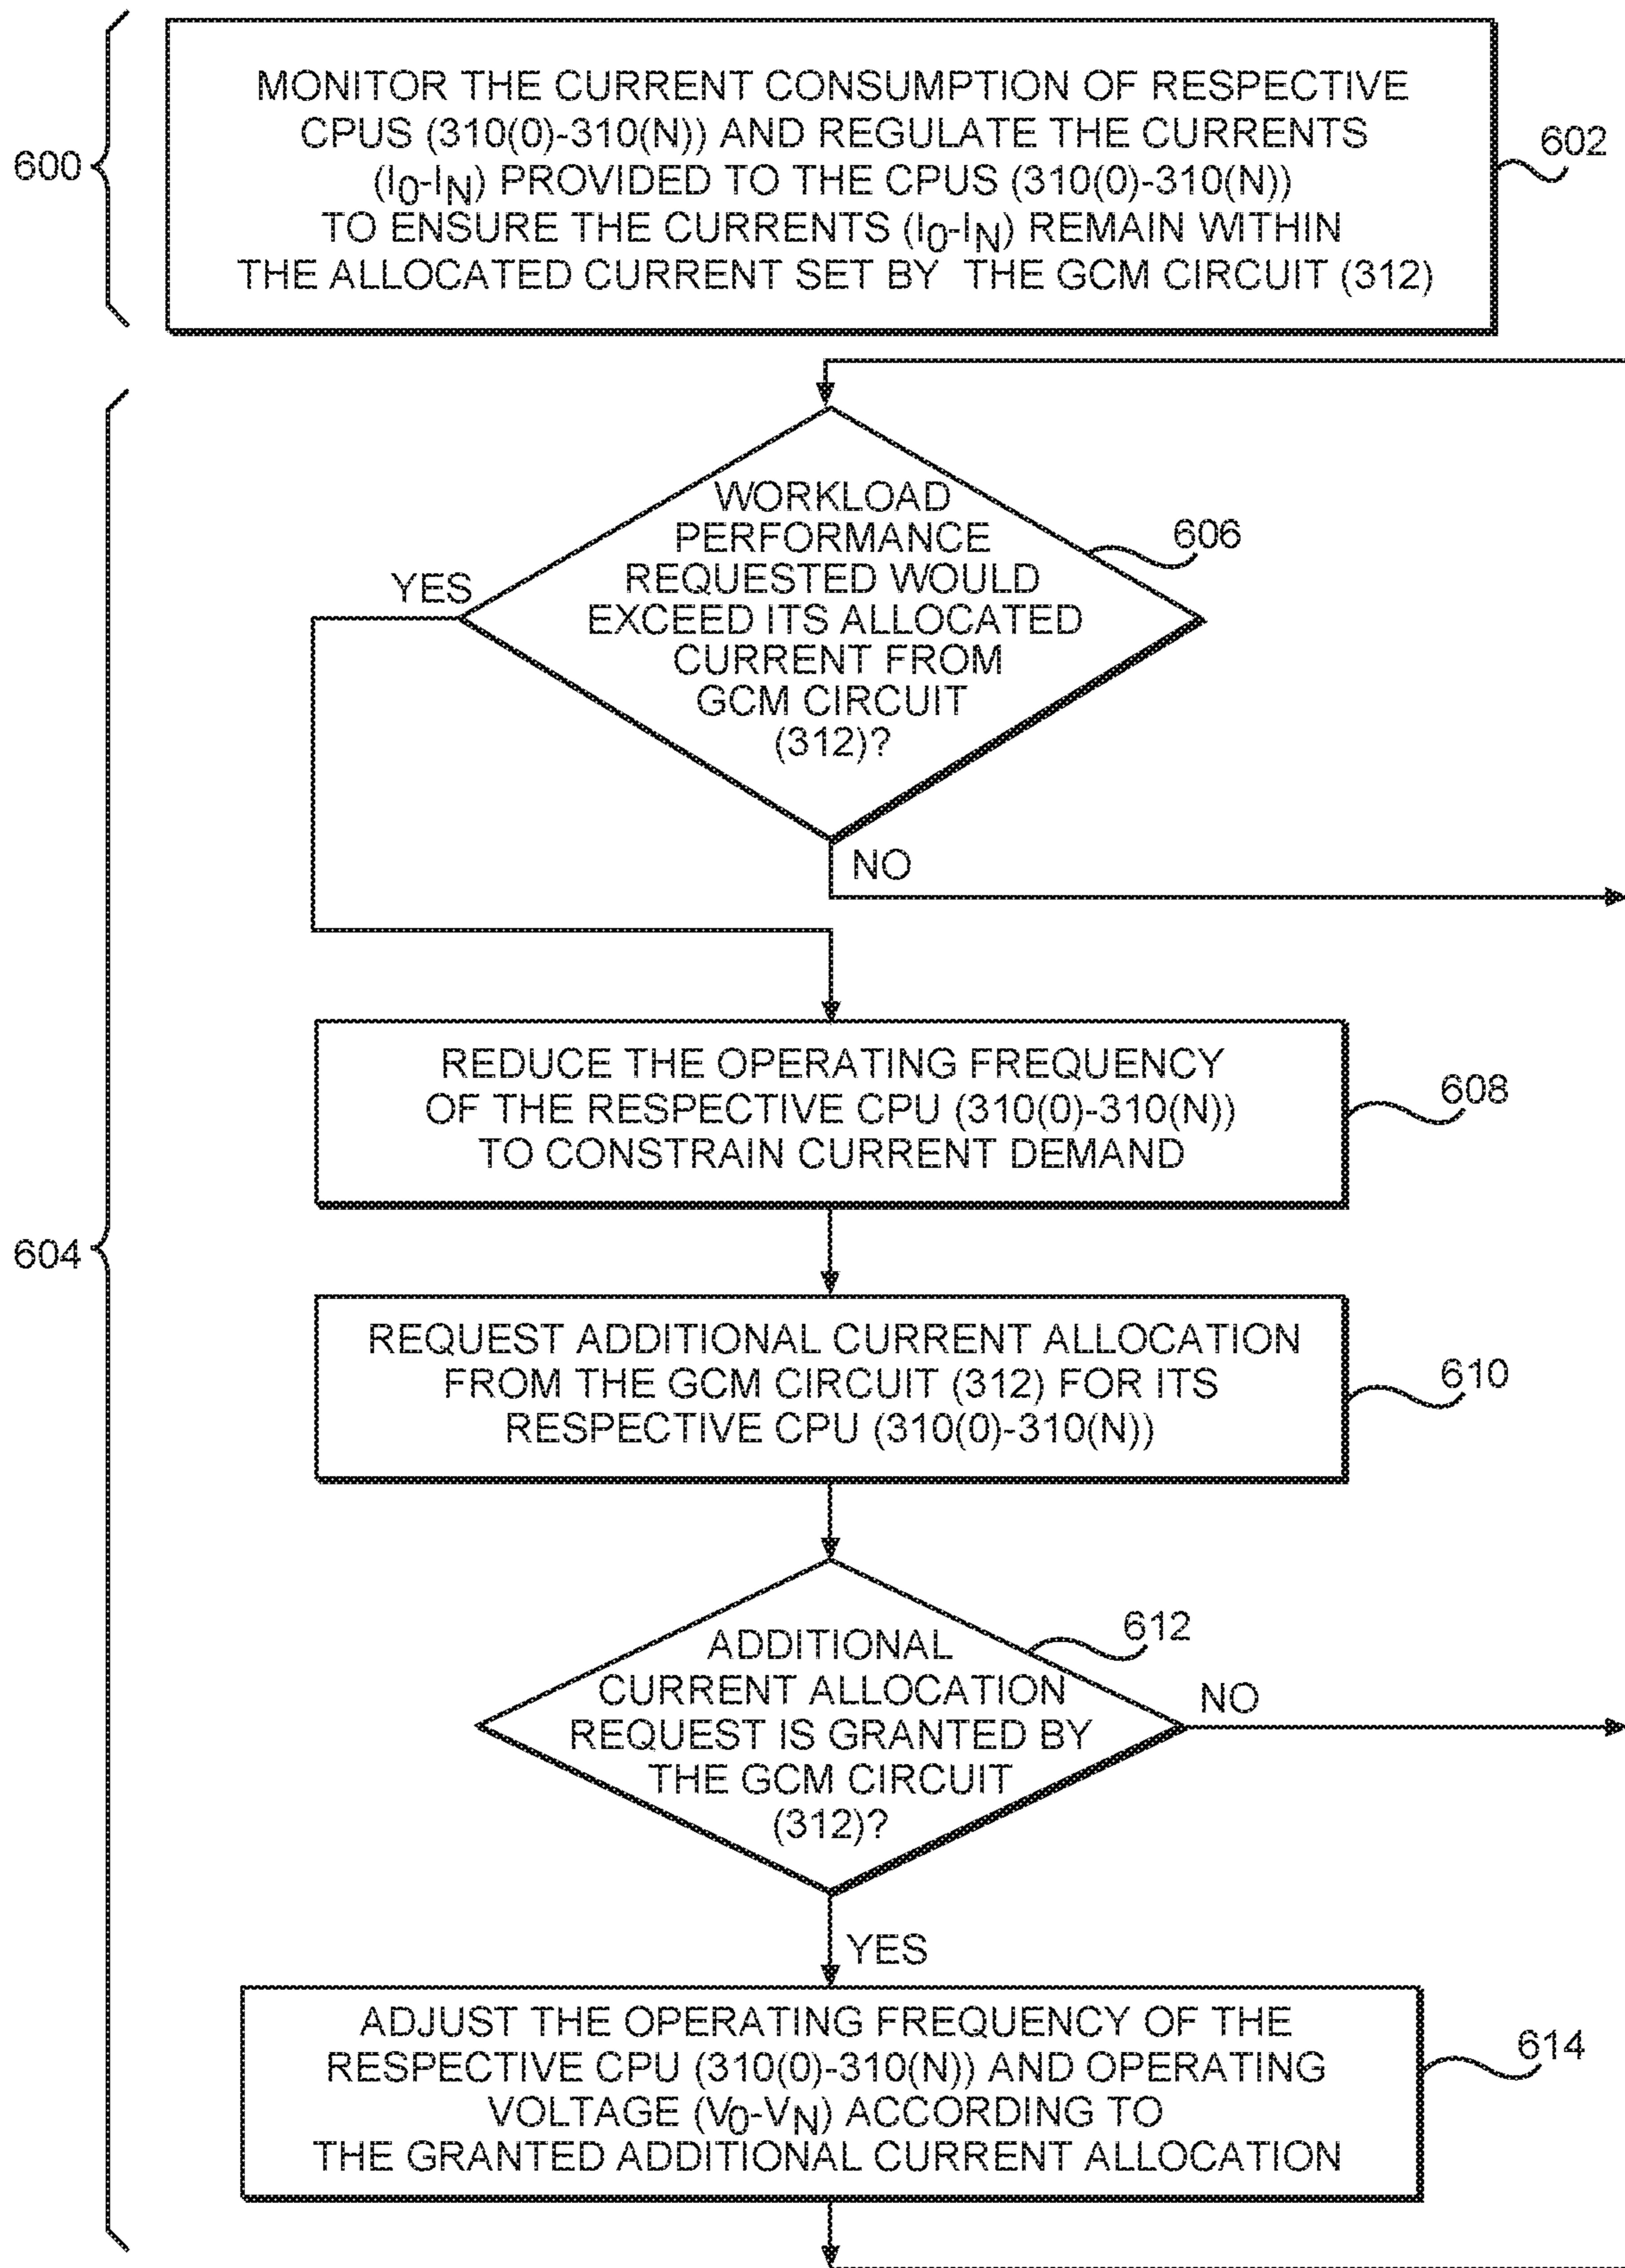 600
MONITOR THE CURRENT CONSUMPTION OF RESPECTIVE
CPUS (310(0)-310(N)) AND REGULATE THE CURRENTS
(I0-IN) PROVIDED TO THE CPUS (310(0)-310(N))
TO ENSURE THE CURRENTS (I0-IN) REMAIN WITHIN
THE ALLOCATED CURRENT SET BY THE GCM CIRCUIT (312)
602
604
WORKLOAD
PERFORMANCE
REQUESTED WOULD
EXCEED ITS ALLOCATED
CURRENT FROM
GCM CIRCUIT
(312)?
606
YES
NO
REDUCE THE OPERATING FREQUENCY
OF THE RESPECTIVE CPU (310(0)-310(N))
TO CONSTRAIN CURRENT DEMAND
608
REQUEST ADDITIONAL CURRENT ALLOCATION
FROM THE GCM CIRCUIT (312) FOR ITS
RESPECTIVE CPU (310(0)-310(N))
610
ADDITIONAL
CURRENT ALLOCATION
REQUEST IS GRANTED BY
THE GCM CIRCUIT
(312)?
612
NO
YES
ADJUST THE OPERATING FREQUENCY OF THE
RESPECTIVE CPU (310(0)-310(N)) AND OPERATING
VOLTAGE (V0-VN) ACCORDING TO
THE GRANTED ADDITIONAL CURRENT ALLOCATION
614